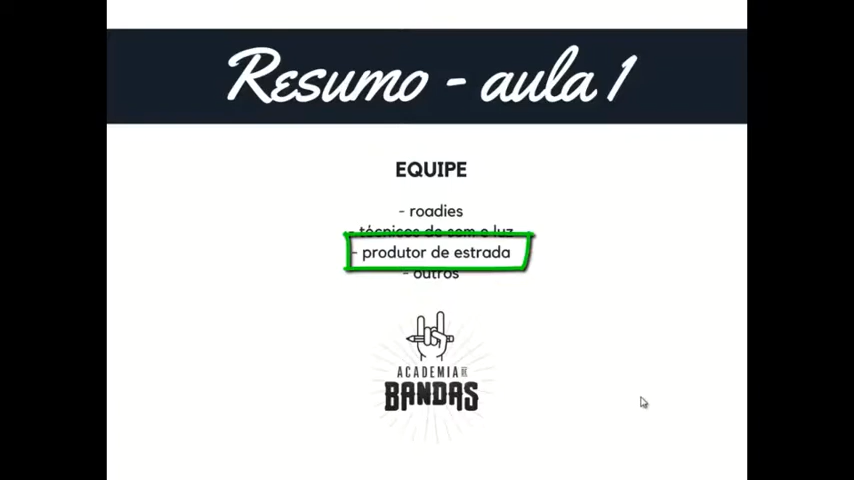 Resumo - aula 1
EQUIPE
- roadies
- técnicos de som e luz
- produtor de estrada
- outros
ACADEMIA DE
BANDAS